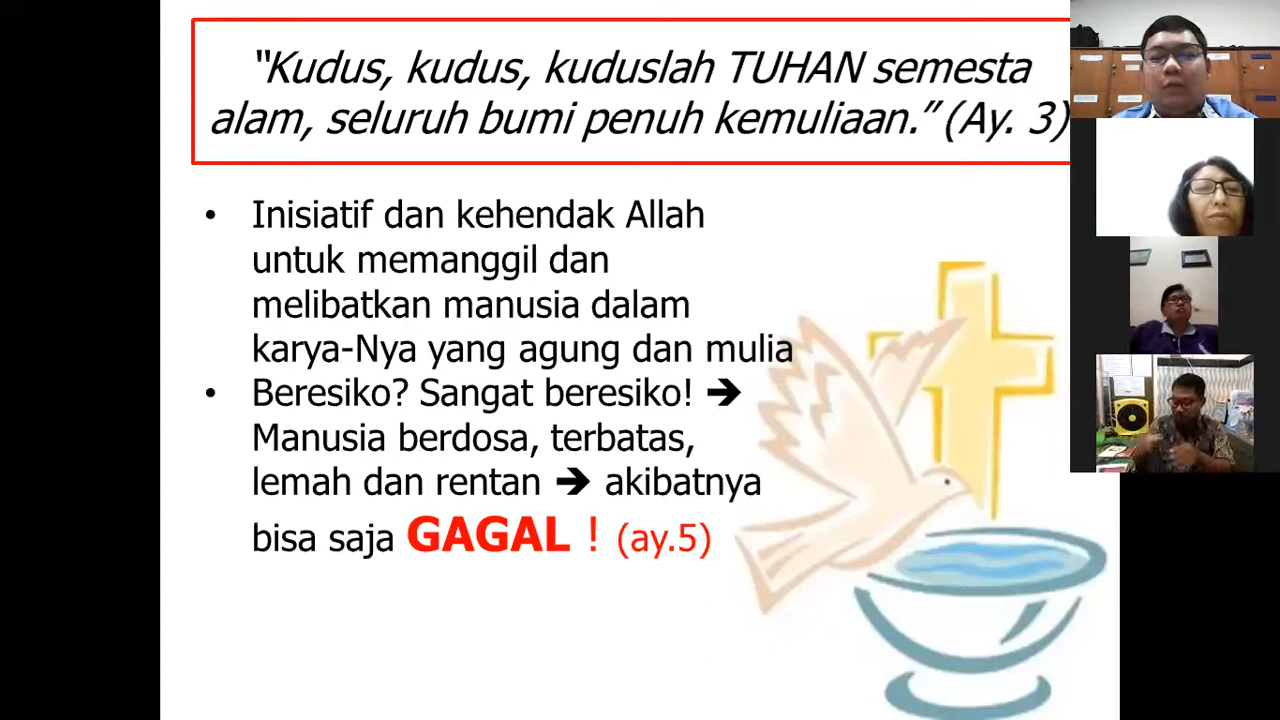 “Kudus, kudus, kuduslah TUHAN semesta
alam, seluruh bumi penuh kemuliaan.” (Ay. 3)
• Inisiatif dan kehendak Allah
untuk memanggil dan
melibatkan manusia dalam
karya-Nya yang agung dan mulia
• Beresiko? Sangat beresiko! ➔
Manusia berdosa, terbatas,
lemah dan rentan ➔ akibatnya
bisa saja GAGAL ! (ay.5)